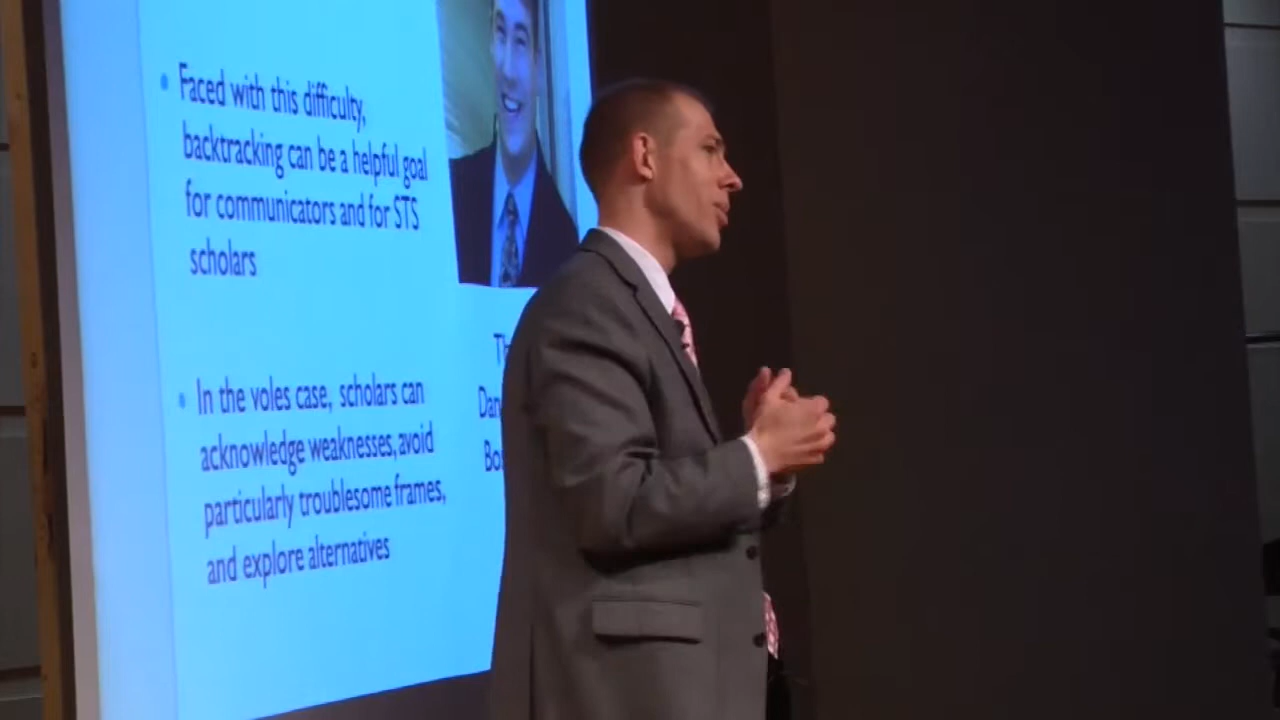 Faced with this difficulty,
backtracking can be a helpful goal
for communicators and for STS
scholars
In the voles case, scholars can
acknowledge weaknesses, avoid
particularly troublesome frames,
and explore alternatives